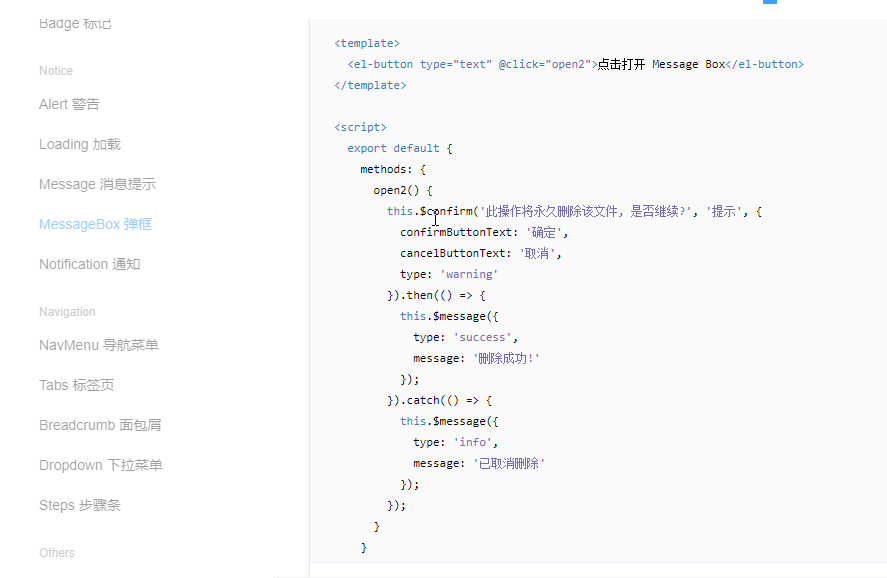 Badge 标记
Notice
Alert 警告
Loading 加载
Message 消息提示
MessageBox 弹框
Notification 通知
Navigation
NavMenu 导航菜单
Tabs 标签页
Breadcrumb 面包屑
Dropdown 下拉菜单
Steps 步骤条
Others
<template>
  <el-button type="text" @click="open2">点击打开 Message Box</el-button>
</template>
<script>
  export default {
    methods: {
      open2() {
        this.$confirm('此操作将永久删除该文件, 是否继续?', '提示', {
          confirmButtonText: '确定',
          cancelButtonText: '取消',
          type: 'warning'
        }).then(() => {
          this.$message({
            type: 'success',
            message: '删除成功!'
          });
        }).catch(() => {
          this.$message({
            type: 'info',
            message: '已取消删除'
          });
        });
      }
    }